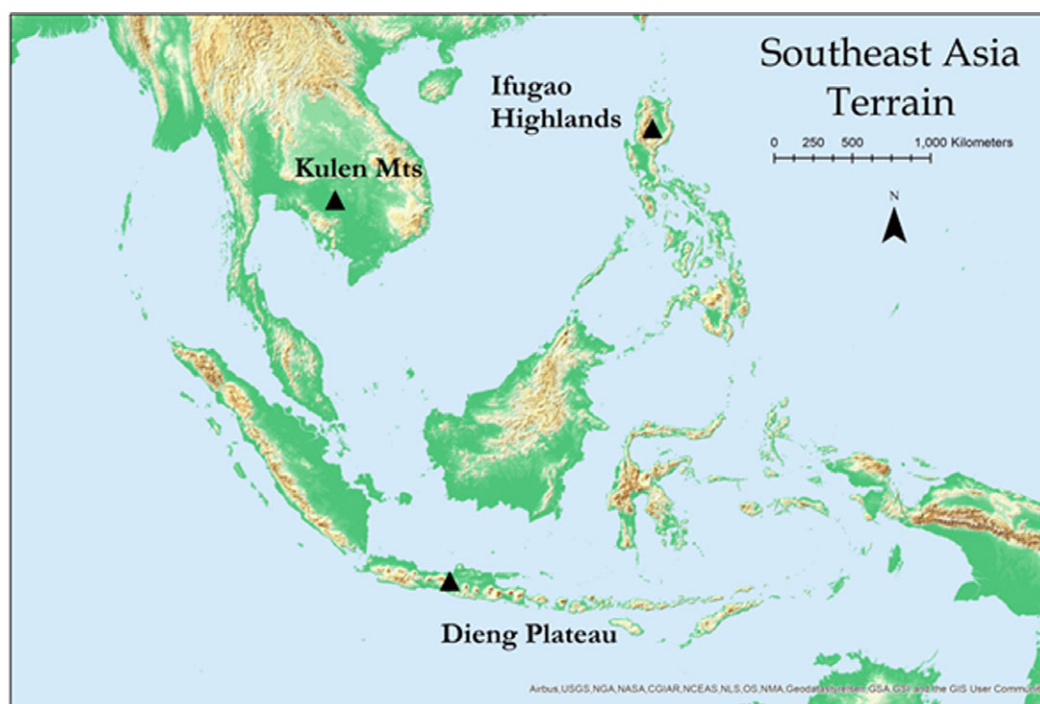 Southeast Asia
Terrain
0 250 500 1,000 Kilometers
N
Ifugao
Highlands
Kulen Mts
Dieng Plateau
Airbus,USGS,NGA,NASA,CGIAR,NCEAS,NLS,OS,NMA,Geodatastyrelsen,GSA,GSI and the GIS User Communit